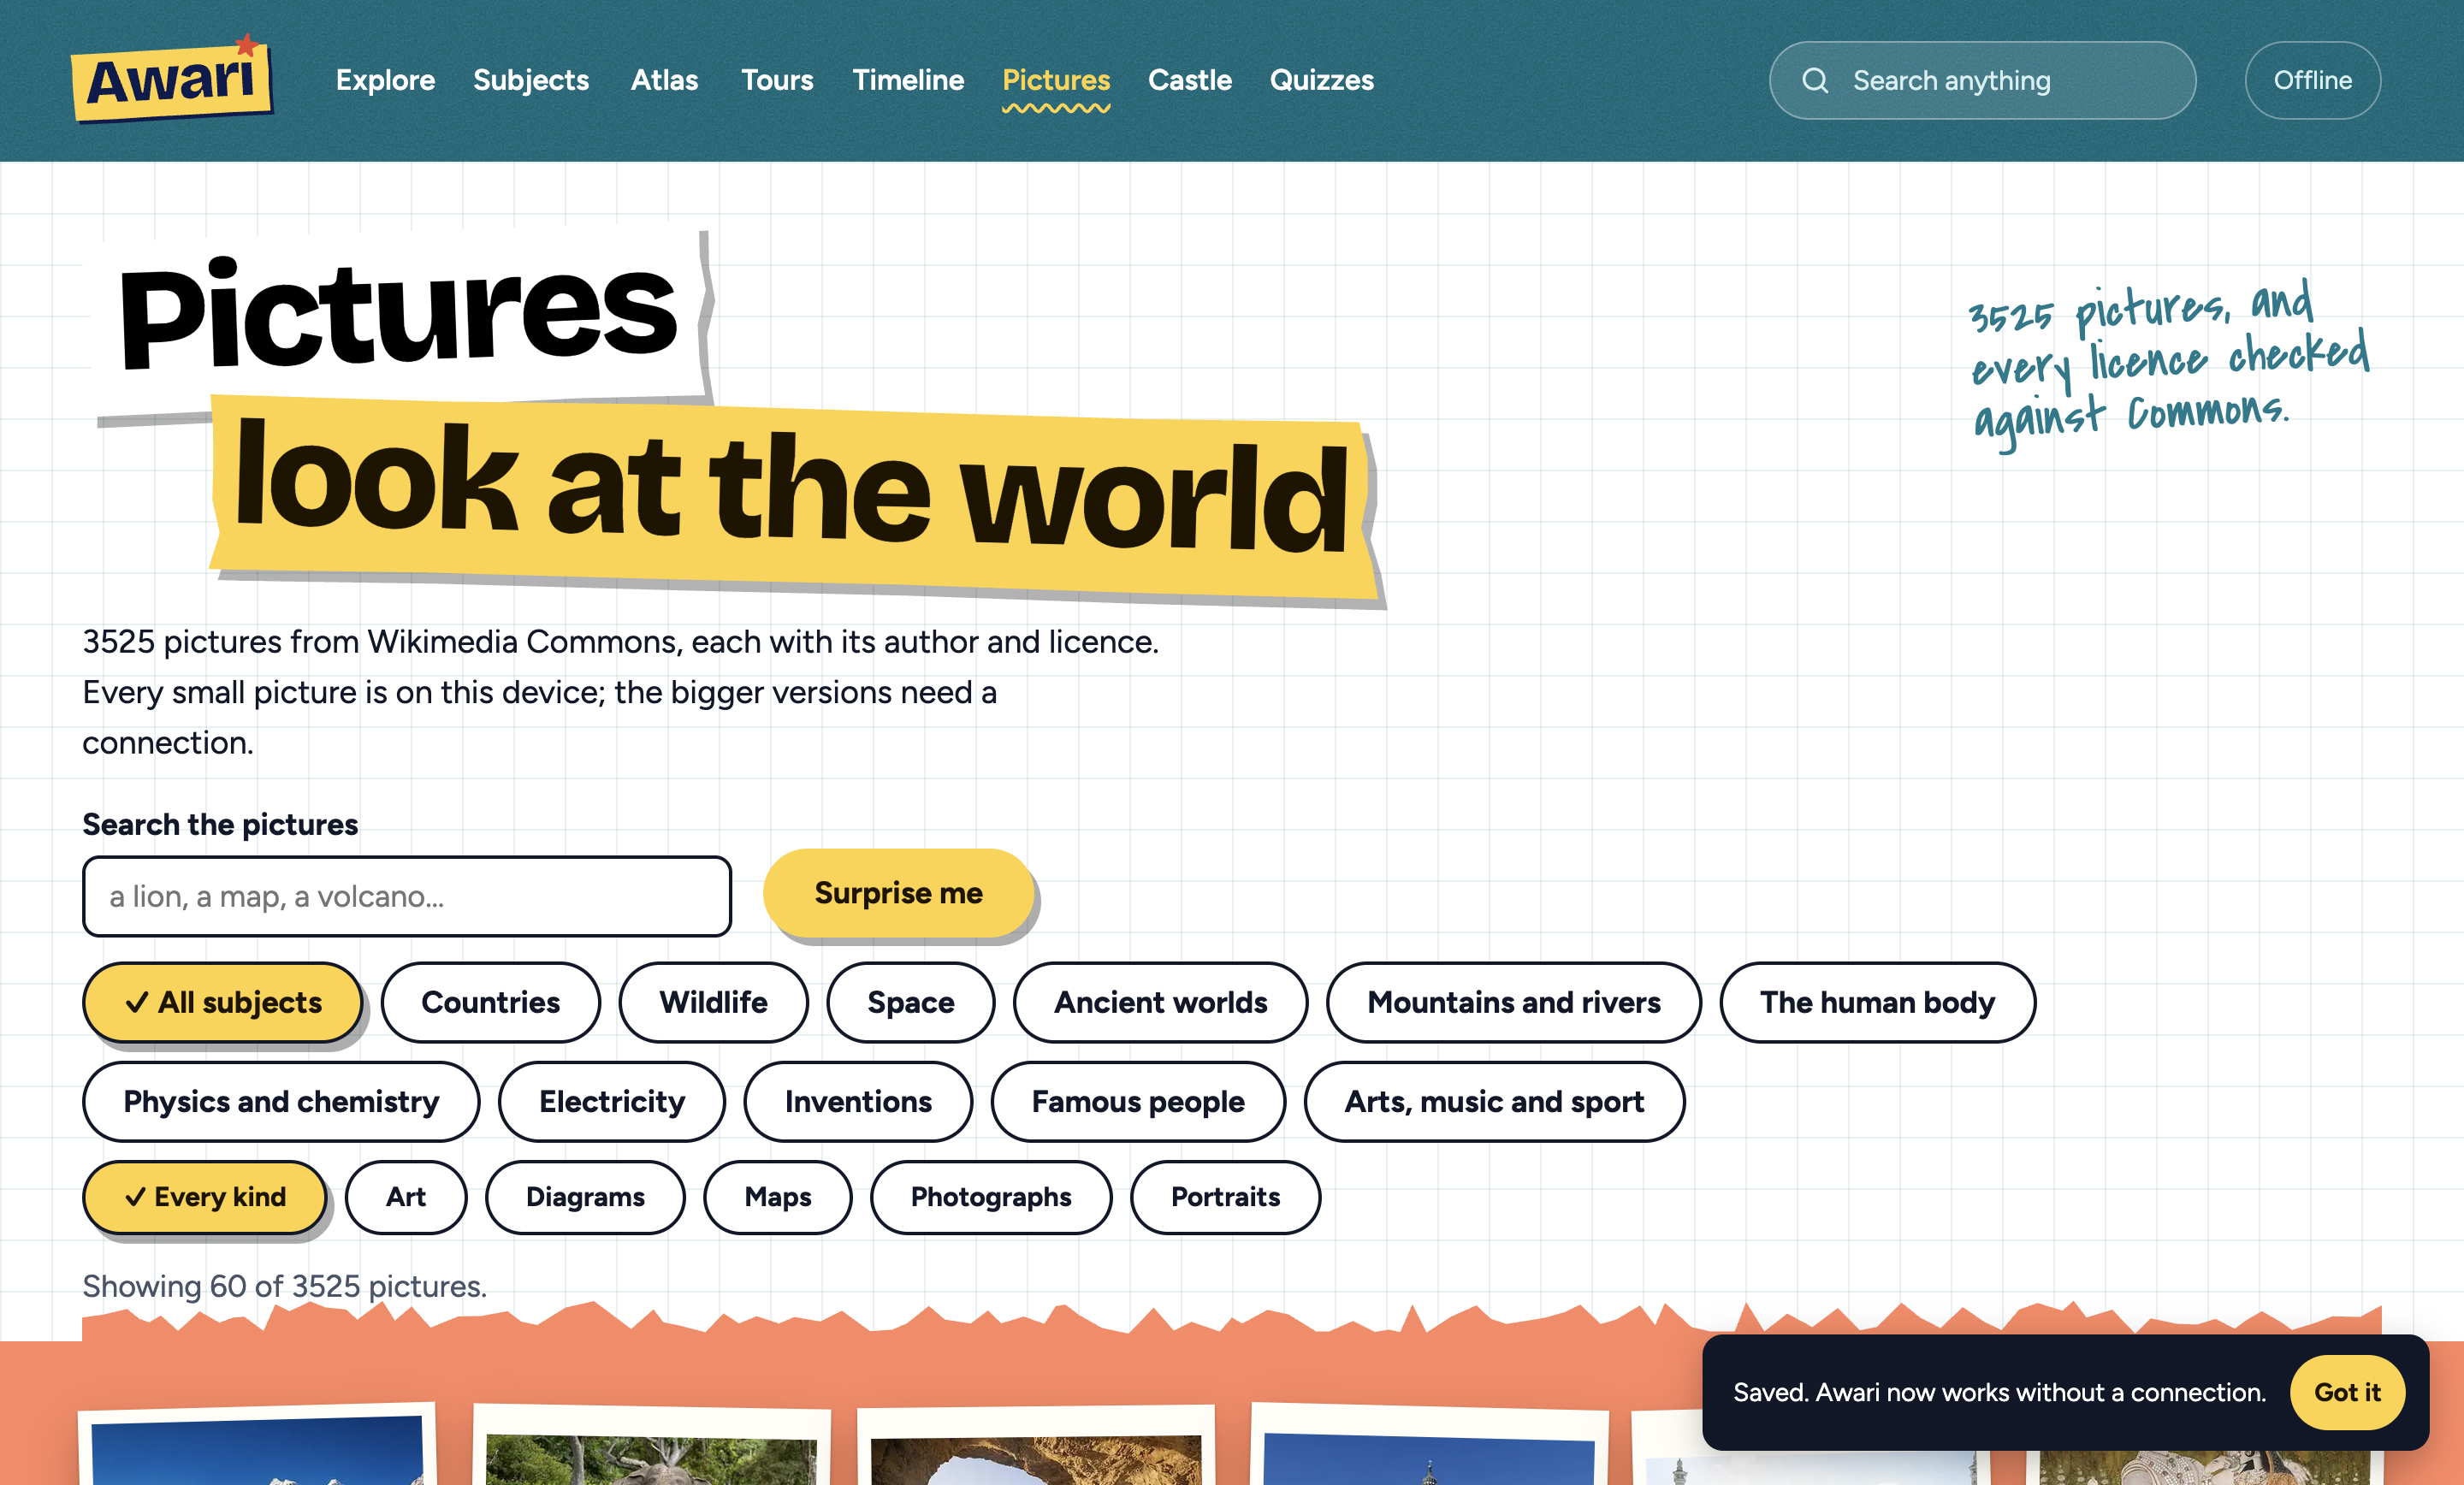 Awari
Explore
Subjects
Atlas
Tours
Timeline
Pictures
Castle
Quizzes
Search anything
Offline
Pictures
look at the world
3525 pictures, and
every licence checked
against Commons.
3525 pictures from Wikimedia Commons, each with its author and licence.
Every small picture is on this device; the bigger versions need a
connection.
Search the pictures
a lion, a map, a volcano...
Surprise me
✓ All subjects
Countries
Wildlife
Space
Ancient worlds
Mountains and rivers
The human body
Physics and chemistry
Electricity
Inventions
Famous people
Arts, music and sport
✓ Every kind
Art
Diagrams
Maps
Photographs
Portraits
Showing 60 of 3525 pictures.
Saved. Awari now works without a connection.
Got it